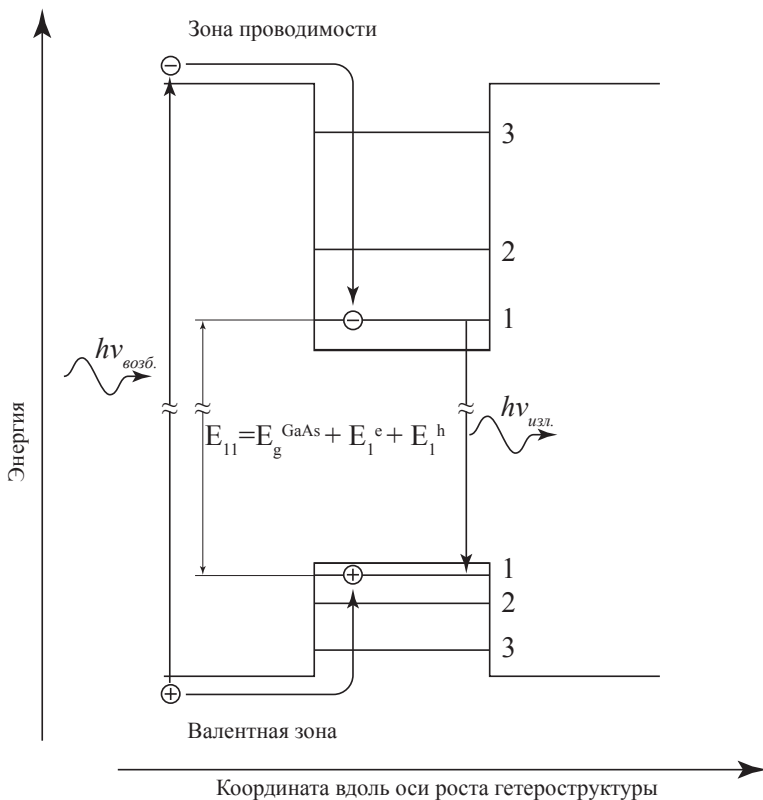 Зона проводимости
3
2
1
hν возб.
E₁₁=E_g^GaAs + E₁^e + E₁^h
hν изл.
1
2
3
Валентная зона
Энергия
Координата вдоль оси роста гетероструктуры